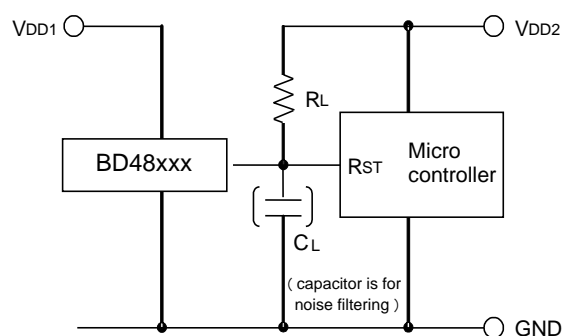 VDD1
VDD2
RL
BD48xxx
RST
Micro
controller
CL
( capacitor is for
noise filtering )
GND